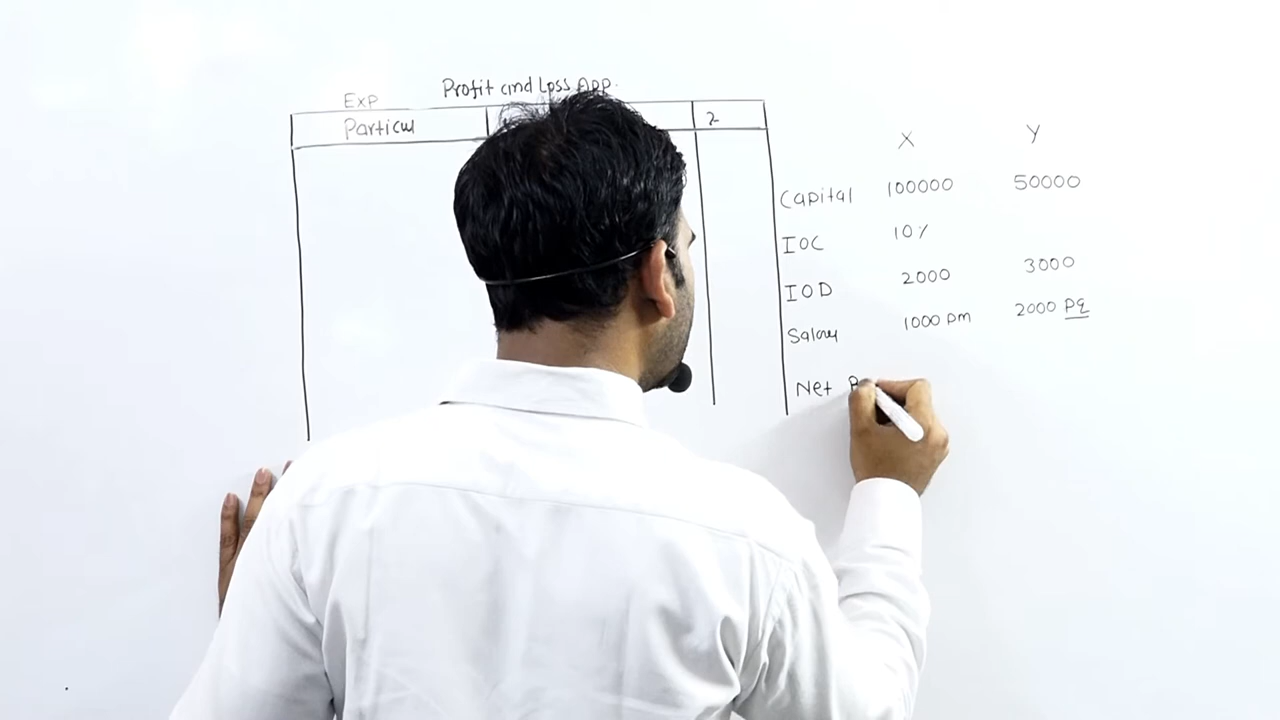 Profit and Loss App.
Exp
Particul
X Y
Capital 100000 50000
IOC 10%
IOD 2000 3000
Salary 1000 pm 2000 Pq
Net